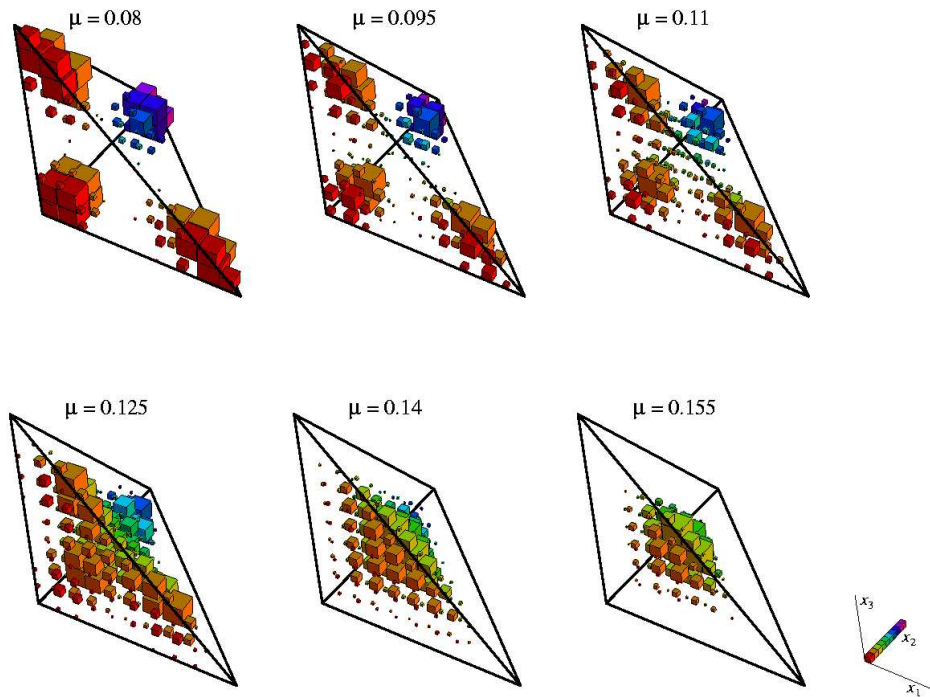 μ = 0.08
μ = 0.095
μ = 0.11
μ = 0.125
μ = 0.14
μ = 0.155
x₃
x₂
x₁